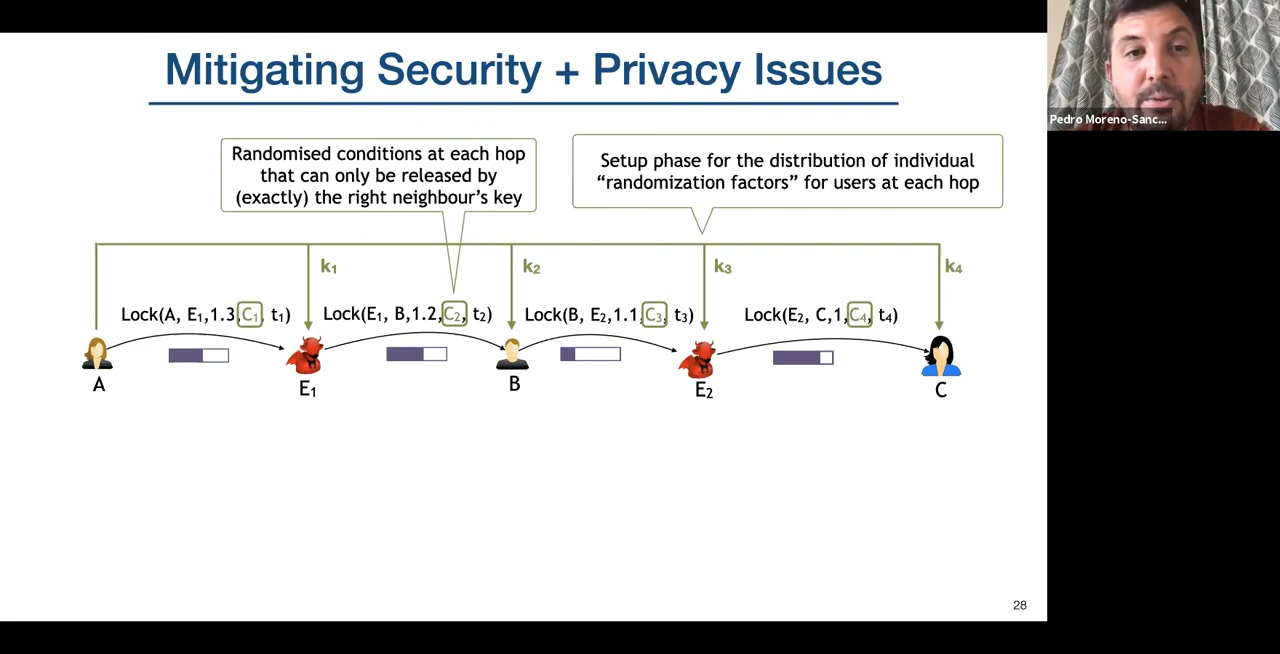 Mitigating Security + Privacy Issues
Pedro Moreno-Sanc...
Randomised conditions at each hop
that can only be released by
(exactly) the right neighbour's key
Setup phase for the distribution of individual
“randomization factors” for users at each hop
k₁
k₂
k₃
k₄
Lock(A, E₁,1.3,C₁, t₁)
Lock(E₁, B,1.2,C₂, t₂)
Lock(B, E₂,1.1,C₃, t₃)
Lock(E₂, C,1,C₄, t₄)
A
E₁
B
E₂
C
28